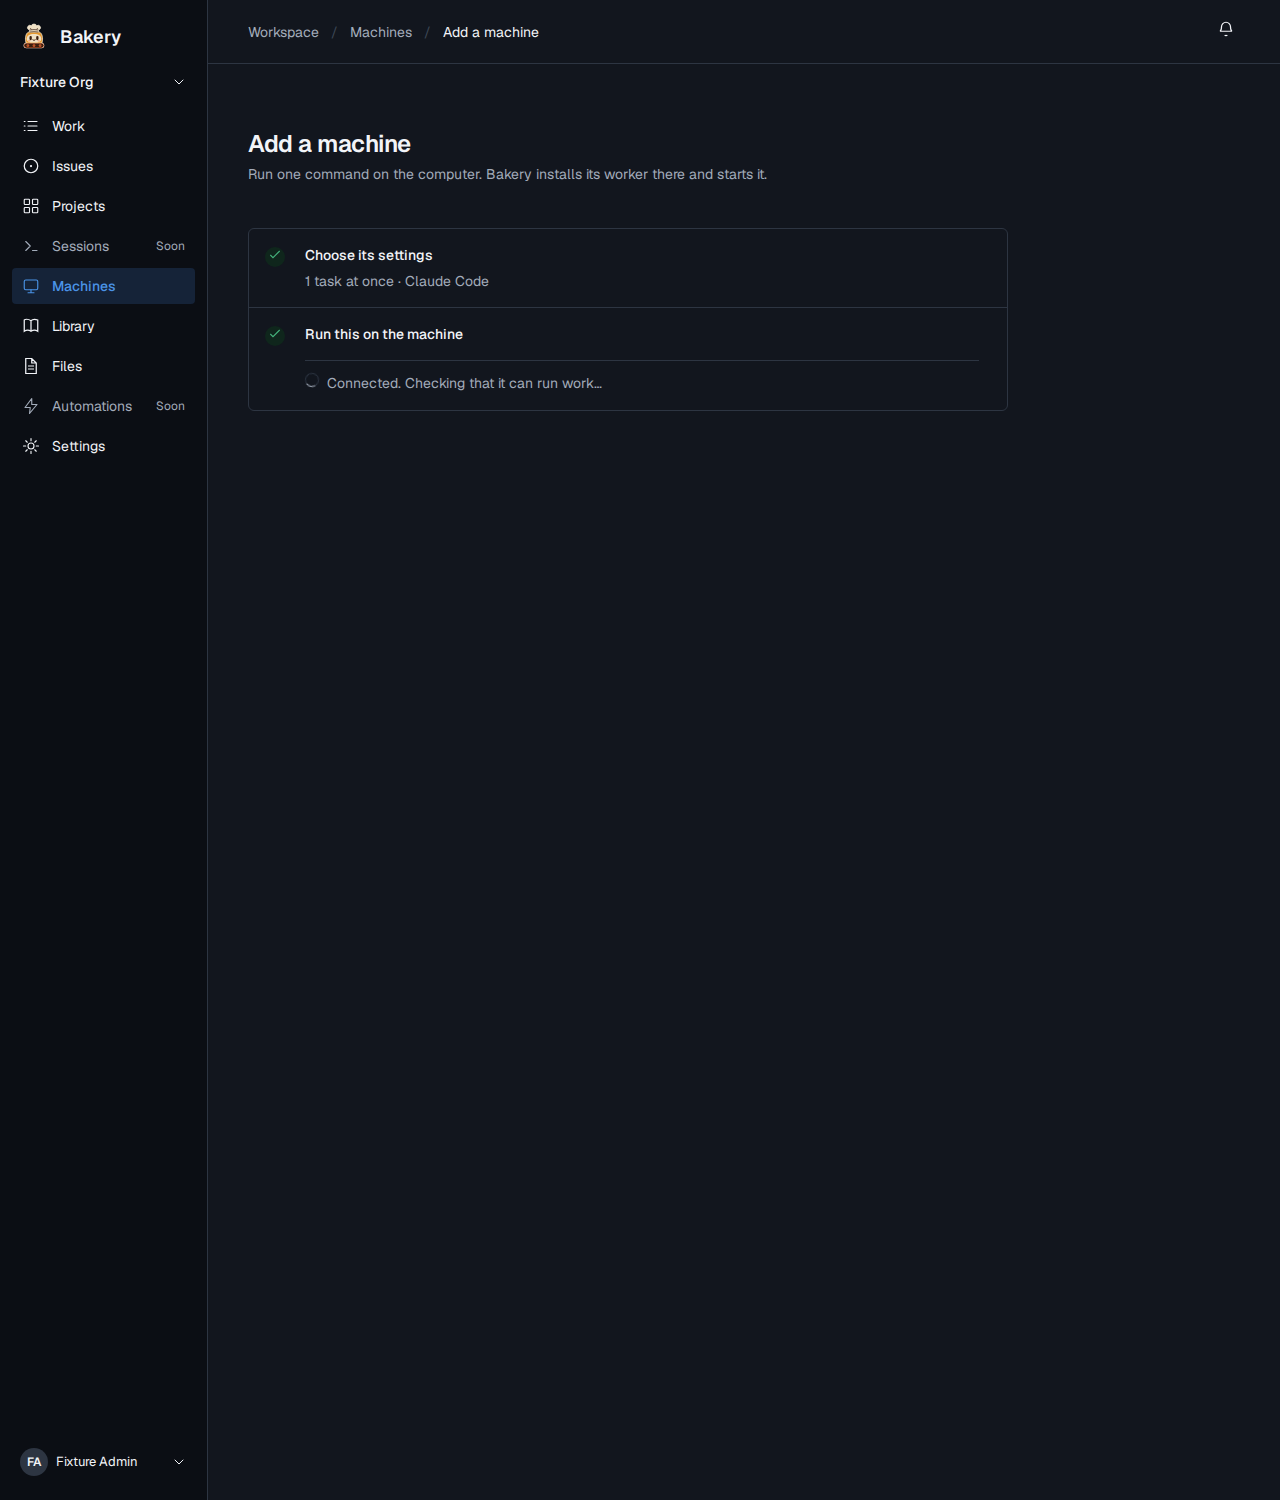 Bakery
Fixture Org
Work
Issues
Projects
Sessions Soon
Machines
Library
Files
Automations Soon
Settings
FA Fixture Admin
Workspace / Machines / Add a machine
Add a machine
Run one command on the computer. Bakery installs its worker there and starts it.
Choose its settings
1 task at once · Claude Code
Run this on the machine
Connected. Checking that it can run work...